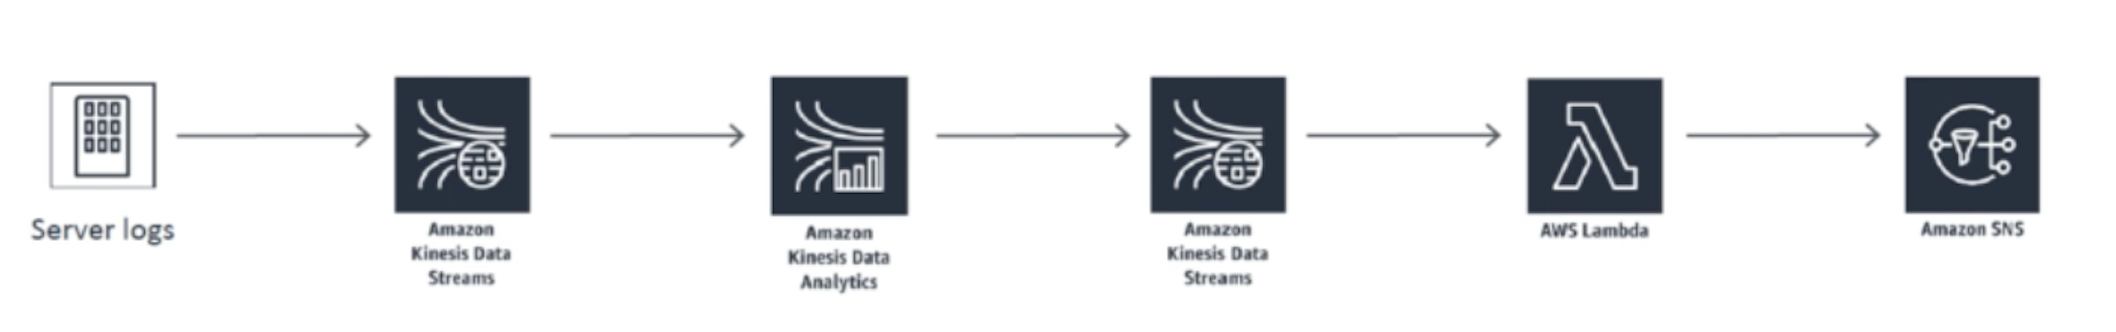 Server logs
Amazon
Kinesis Data
Streams
Amazon
Kinesis Data
Analytics
Amazon
Kinesis Data
Streams
AWS Lambda
Amazon SNS